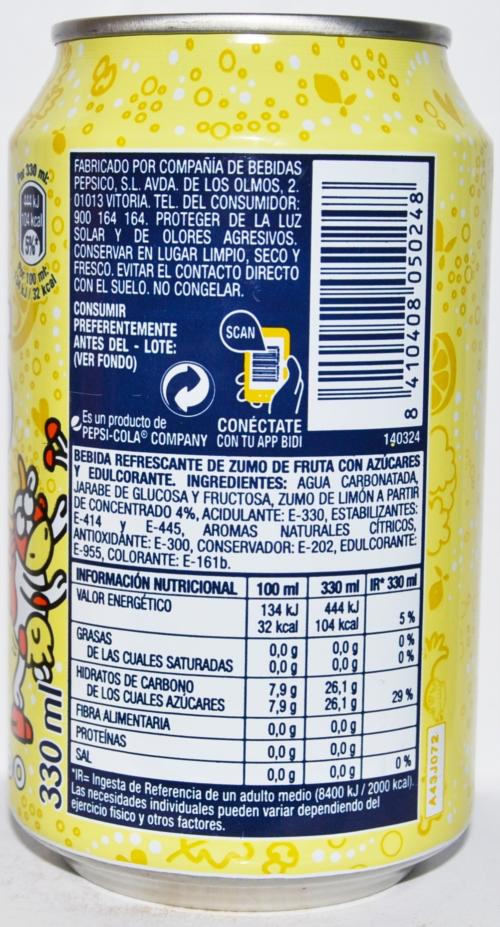 Por 330 ml:
444 kJ
104 kcal
5%*
Por 100 ml:
134 kJ / 32 kcal
330 ml
FABRICADO POR COMPAÑÍA DE BEBIDAS
PEPSICO, S.L. AVDA. DE LOS OLMOS, 2.
01013 VITORIA. TEL. DEL CONSUMIDOR:
900 164 164. PROTEGER DE LA LUZ
SOLAR Y DE OLORES AGRESIVOS.
CONSERVAR EN LUGAR LIMPIO, SECO Y
FRESCO. EVITAR EL CONTACTO DIRECTO
CON EL SUELO. NO CONGELAR.
CONSUMIR
PREFERENTEMENTE
ANTES DEL - LOTE:
(VER FONDO)
SCAN
Es un producto de
PEPSI-COLA® COMPANY
CONÉCTATE
CON TU APP BIDI
8 410408 050248
140324
BEBIDA REFRESCANTE DE ZUMO DE FRUTA CON AZÚCARES
Y EDULCORANTE. INGREDIENTES: AGUA CARBONATADA,
JARABE DE GLUCOSA Y FRUCTOSA, ZUMO DE LIMÓN A PARTIR
DE CONCENTRADO 4%, ACIDULANTE: E-330, ESTABILIZANTES:
E-414 y E-445, AROMAS NATURALES CÍTRICOS,
ANTIOXIDANTE: E-300, CONSERVADOR: E-202, EDULCORANTE:
E-955, COLORANTE: E-161b.
INFORMACIÓN NUTRICIONAL 100 ml 330 ml IR* 330 ml
VALOR ENERGÉTICO 134 kJ 444 kJ
32 kcal 104 kcal 5%
GRASAS 0,0 g 0,0 g 0%
DE LAS CUALES SATURADAS 0,0 g 0,0 g 0%
HIDRATOS DE CARBONO 7,9 g 26,1 g
DE LOS CUALES AZÚCARES 7,9 g 26,1 g 29%
FIBRA ALIMENTARIA 0,0 g 0,0 g
PROTEÍNAS 0,0 g 0,0 g
SAL 0,0 g 0,0 g 0%
*IR= Ingesta de Referencia de un adulto medio (8400 kJ / 2000 kcal).
Las necesidades individuales pueden variar dependiendo del
ejercicio físico y otros factores.
A43J072